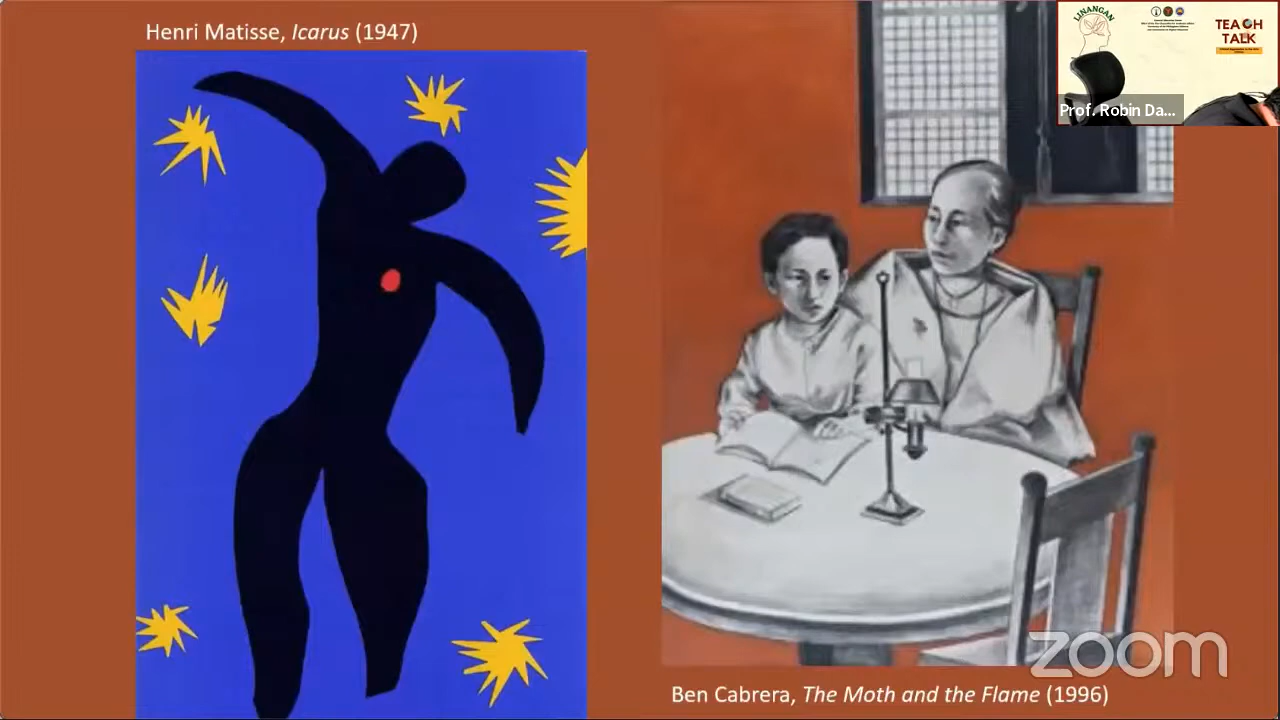 Henri Matisse, Icarus (1947)
LINANGAN
TEACH
TALK
Prof. Robin Da...
zoom
Ben Cabrera, The Moth and the Flame (1996)